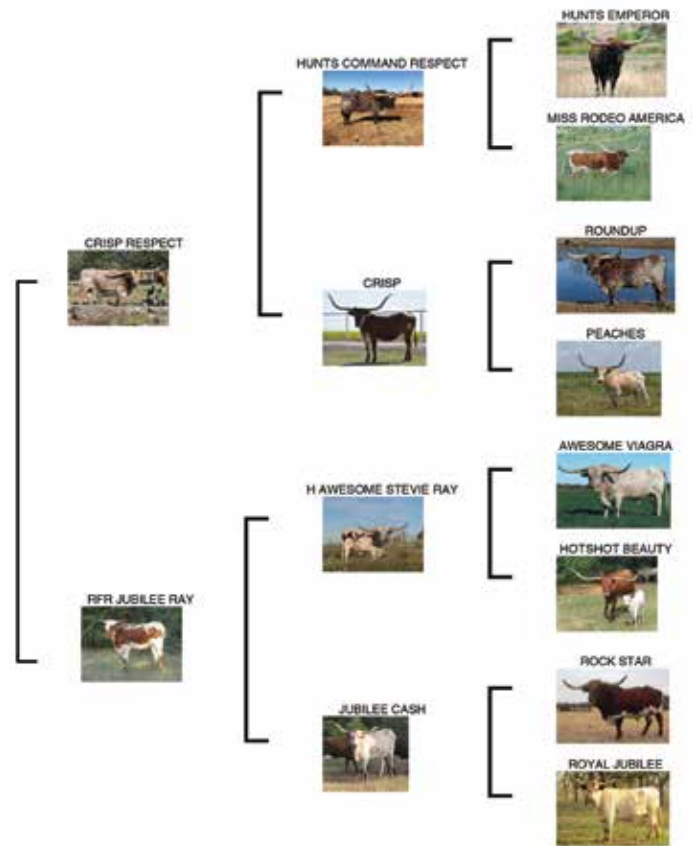 HUNTS EMPEROR
HUNTS COMMAND RESPECT
MISS RODEO AMERICA
CRISP RESPECT
ROUNDUP
CRISP
PEACHES
AWESOME VIAGRA
H AWESOME STEVIE RAY
HOTSHOT BEAUTY
RFR JUBILEE RAY
ROCK STAR
JUBILEE CASH
ROYAL JUBILEE